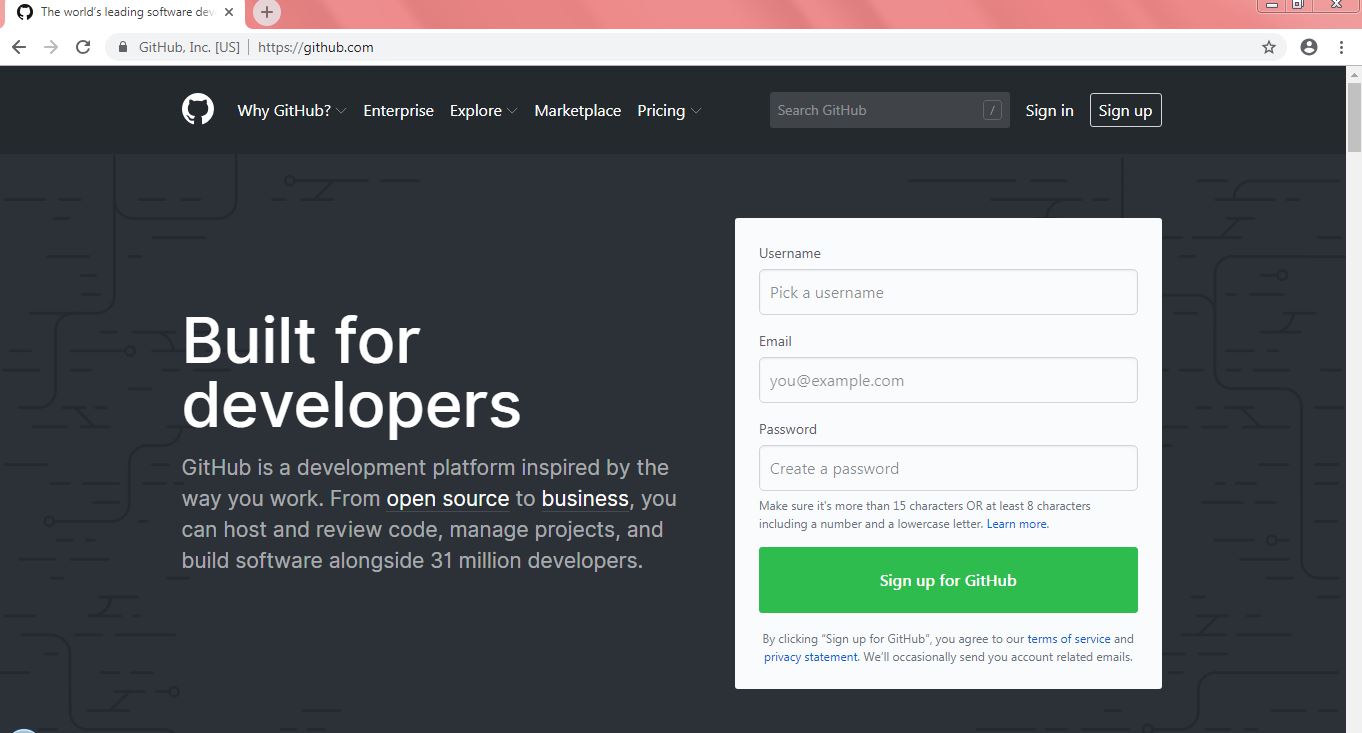 The world's leading software dev
GitHub, Inc. [US] | https://github.com
Why GitHub? Enterprise Explore Marketplace Pricing Search GitHub / Sign in Sign up
Built for
developers
GitHub is a development platform inspired by the
way you work. From open source to business, you
can host and review code, manage projects, and
build software alongside 31 million developers.
Username
Pick a username
Email
you@example.com
Password
Create a password
Make sure it's more than 15 characters OR at least 8 characters
including a number and a lowercase letter. Learn more.
Sign up for GitHub
By clicking “Sign up for GitHub”, you agree to our terms of service and
privacy statement. We'll occasionally send you account related emails.